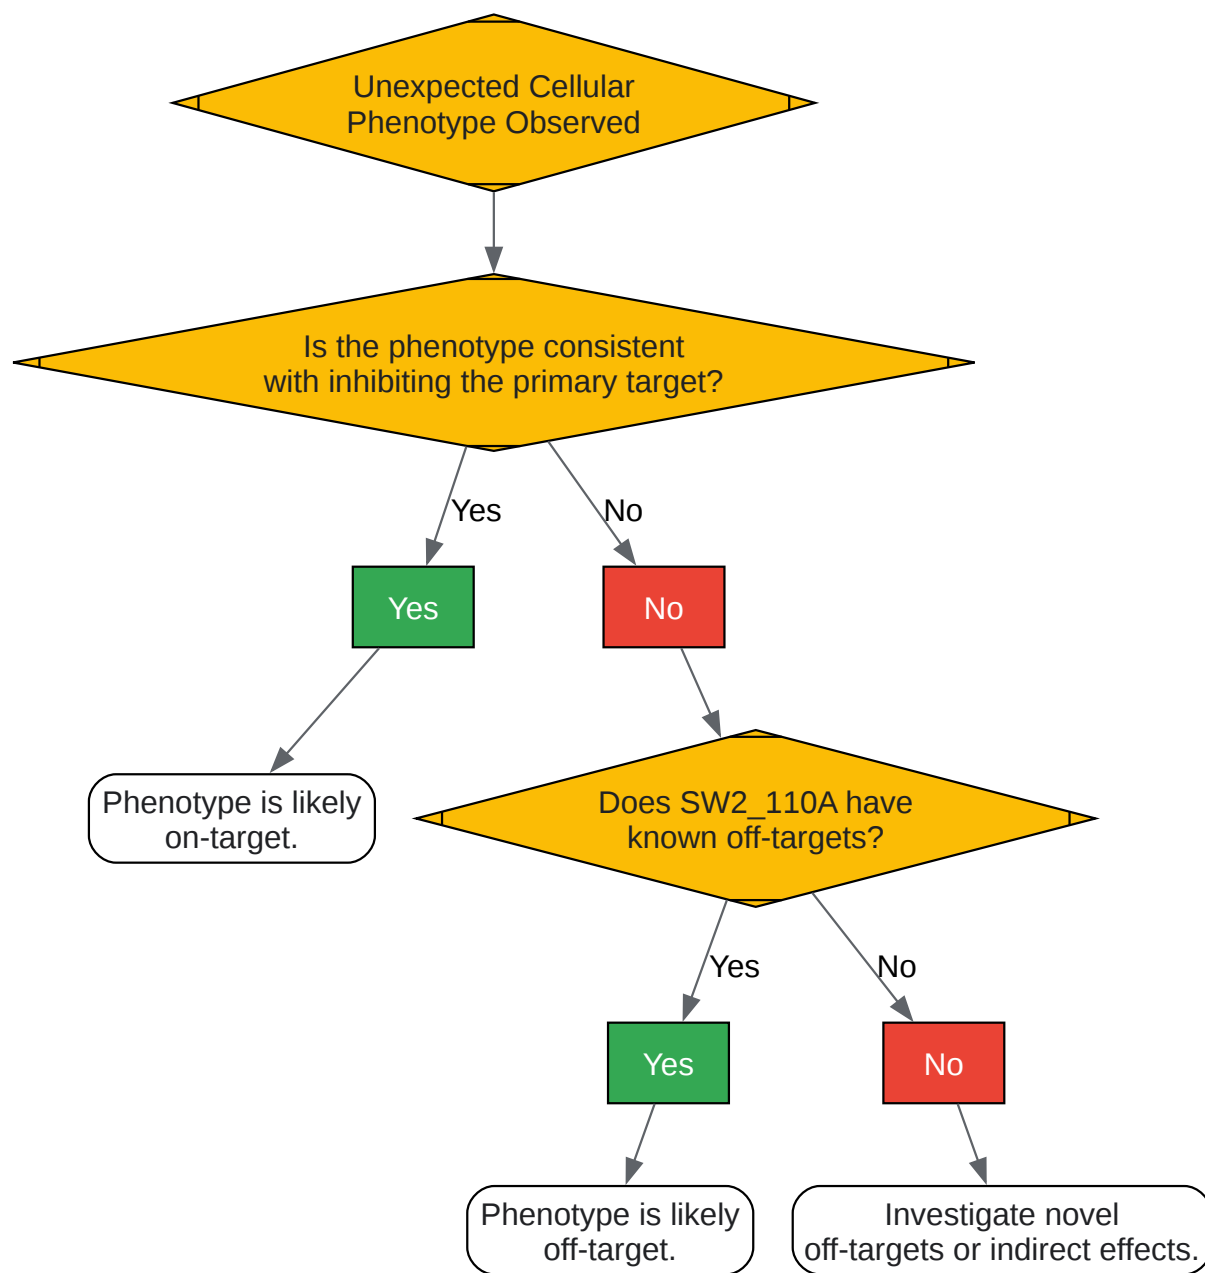 Unexpected Cellular
Phenotype Observed
Is the phenotype consistent
with inhibiting the primary target?
Yes
No
Yes
No
Phenotype is likely
on-target.
Does SW2_110A have
known off-targets?
Yes
No
Yes
No
Phenotype is likely
off-target.
Investigate novel
off-targets or indirect effects.